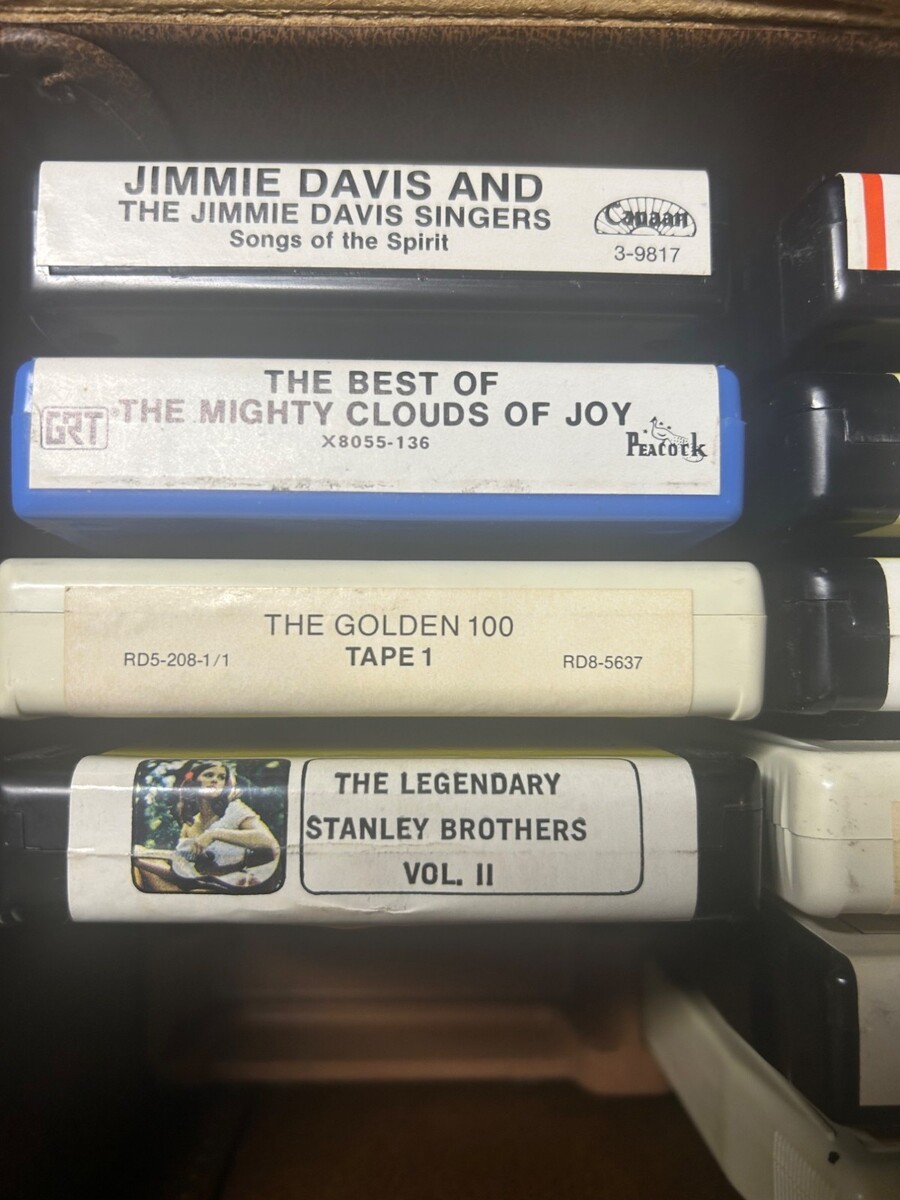 JIMMIE DAVIS AND
THE JIMMIE DAVIS SINGERS
Songs of the Spirit
Canaan
3-9817
THE BEST OF
GRT® THE MIGHTY CLOUDS OF JOY
X8055-136
PEACOCK
THE GOLDEN 100
RD5-208-1/1 TAPE 1 RD8-5637
THE LEGENDARY
STANLEY BROTHERS
VOL. II